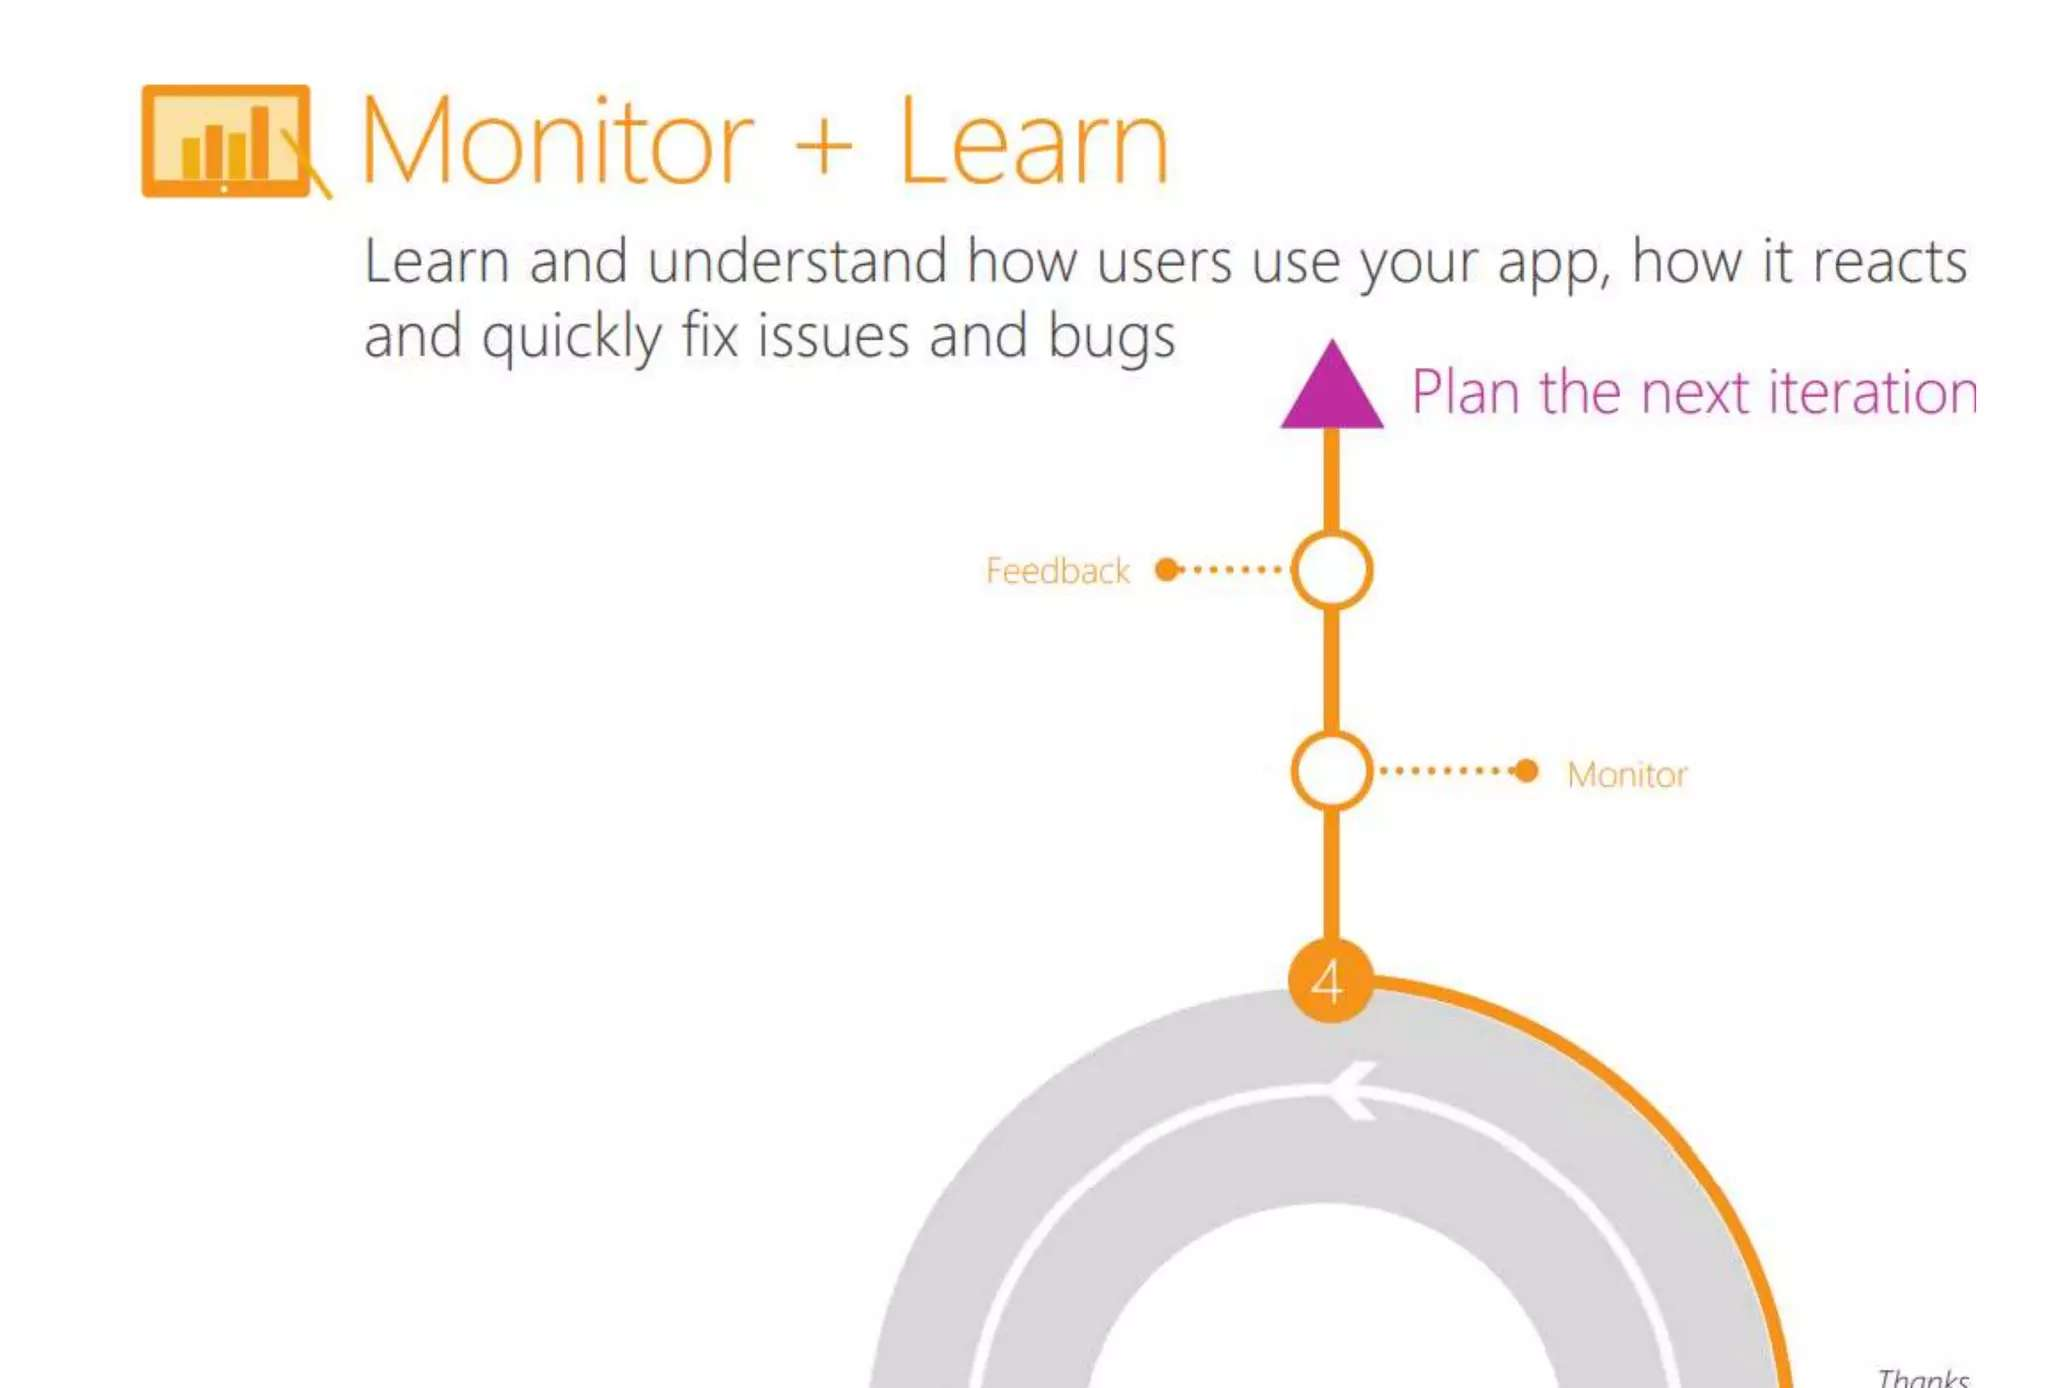 Monitor + Learn
Learn and understand how users use your app, how it reacts
and quickly fix issues and bugs
Plan the next iteration
Feedback
Monitor
4
Thanks